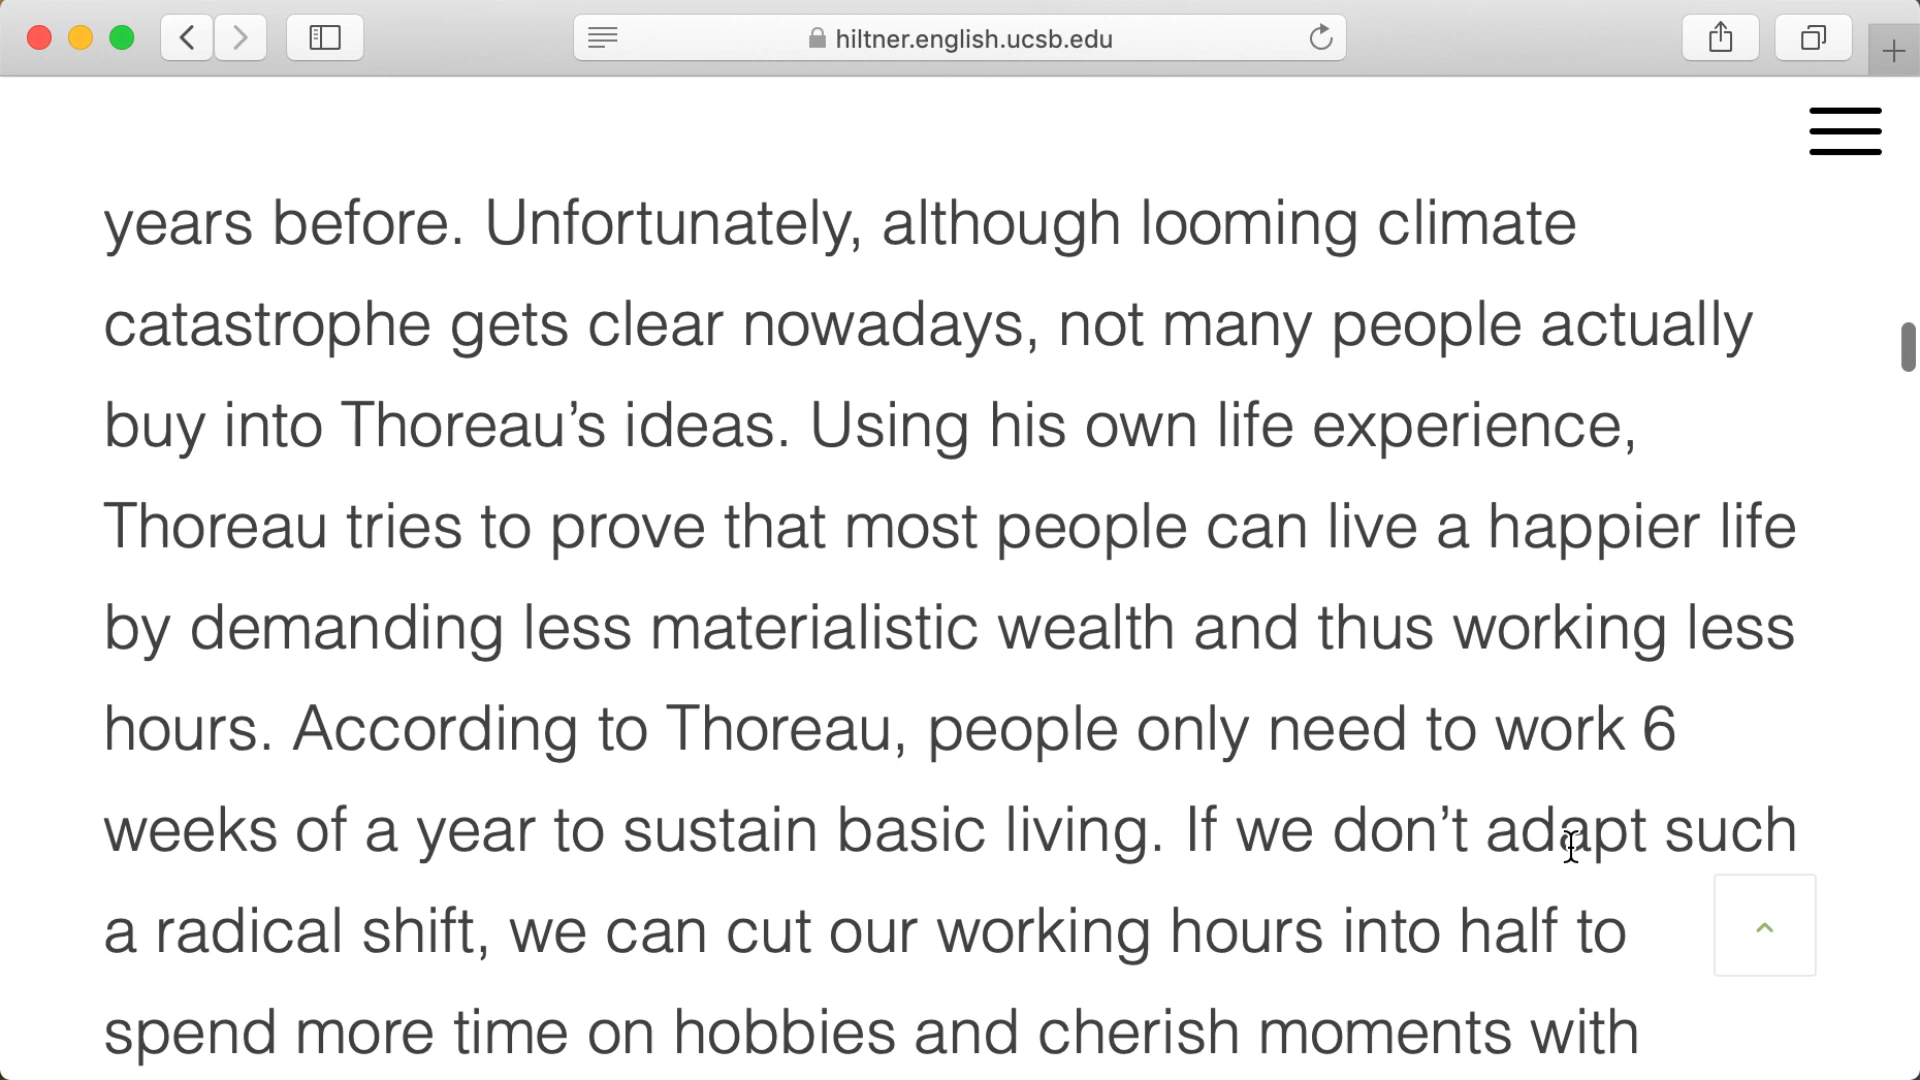 hiltner.english.ucsb.edu
years before. Unfortunately, although looming climate
catastrophe gets clear nowadays, not many people actually
buy into Thoreau’s ideas. Using his own life experience,
Thoreau tries to prove that most people can live a happier life
by demanding less materialistic wealth and thus working less
hours. According to Thoreau, people only need to work 6
weeks of a year to sustain basic living. If we don’t adapt such
a radical shift, we can cut our working hours into half to
spend more time on hobbies and cherish moments with